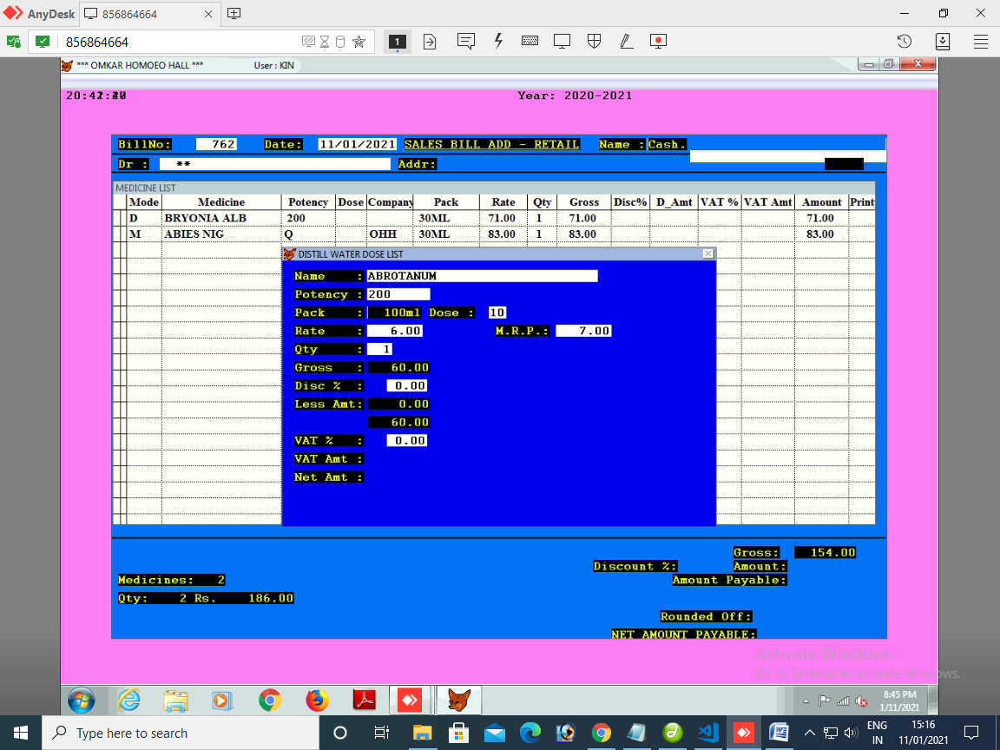 AnyDesk 856864664
856864664 1
*** OMKAR HOMOEO HALL *** User : KIN
Year: 2020-2021
BillNo: 762 Date: 11/01/2021 SALES BILL ADD - RETAIL Name : Cash.
Dr : ** Addr:
MEDICINE LIST
Mode Medicine Potency Dose Company Pack Rate Qty Gross Disc% D_Amt VAT % VAT Amt Amount Print
D BRYONIA ALB 200 30ML 71.00 1 71.00 71.00
M ABIES NIG Q OHH 30ML 83.00 1 83.00 83.00
DISTILL WATER DOSE LIST
Name : ABROTANUM
Potency : 200
Pack : 100ml Dose : 10
Rate : 6.00 M.R.P.: 7.00
Qty : 1
Gross : 60.00
Disc % : 0.00
Less Amt: 0.00
60.00
VAT % : 0.00
VAT Amt :
Net Amt :
Gross: 154.00
Discount %: Amount:
Medicines: 2 Amount Payable:
Qty: 2 Rs. 186.00
Rounded Off:
NET AMOUNT PAYABLE:
Activate Windows
Go to Settings to activate Windows.
8:45 PM
1/11/2021
Type here to search
ENG 15:16
IN 11/01/2021